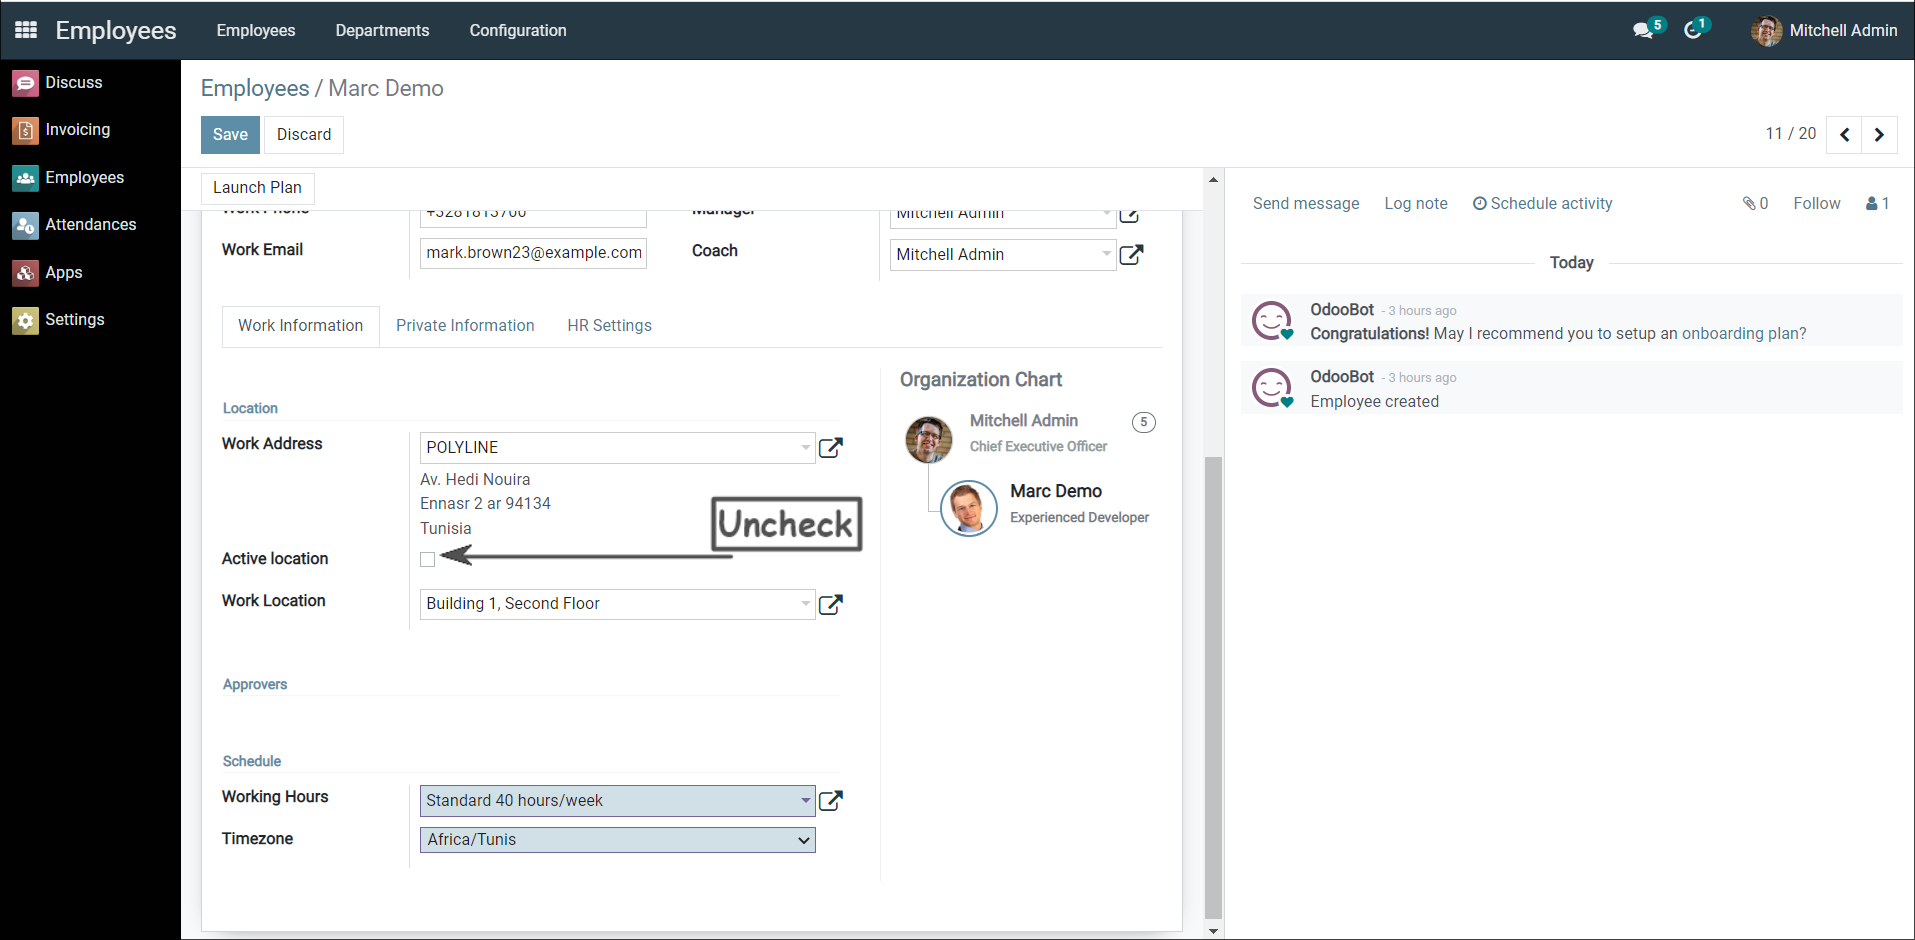 Employees Employees Departments Configuration 5 1 Mitchell Admin
Discuss
Invoicing
Employees
Attendances
Apps
Settings
Employees / Marc Demo
Save Discard
11 / 20
Launch Plan
Work Phone +3281813700 Manager Mitchell Admin
Work Email mark.brown23@example.com Coach Mitchell Admin
Work Information Private Information HR Settings
Location
Work Address POLYLINE
Av. Hedi Nouira
Ennasr 2 ar 94134
Tunisia
Uncheck
Active location
Work Location Building 1, Second Floor
Approvers
Schedule
Working Hours Standard 40 hours/week
Timezone Africa/Tunis
Organization Chart
Mitchell Admin 5
Chief Executive Officer
Marc Demo
Experienced Developer
Send message Log note Schedule activity 0 Follow 1
Today
OdooBot - 3 hours ago
Congratulations! May I recommend you to setup an onboarding plan?
OdooBot - 3 hours ago
Employee created